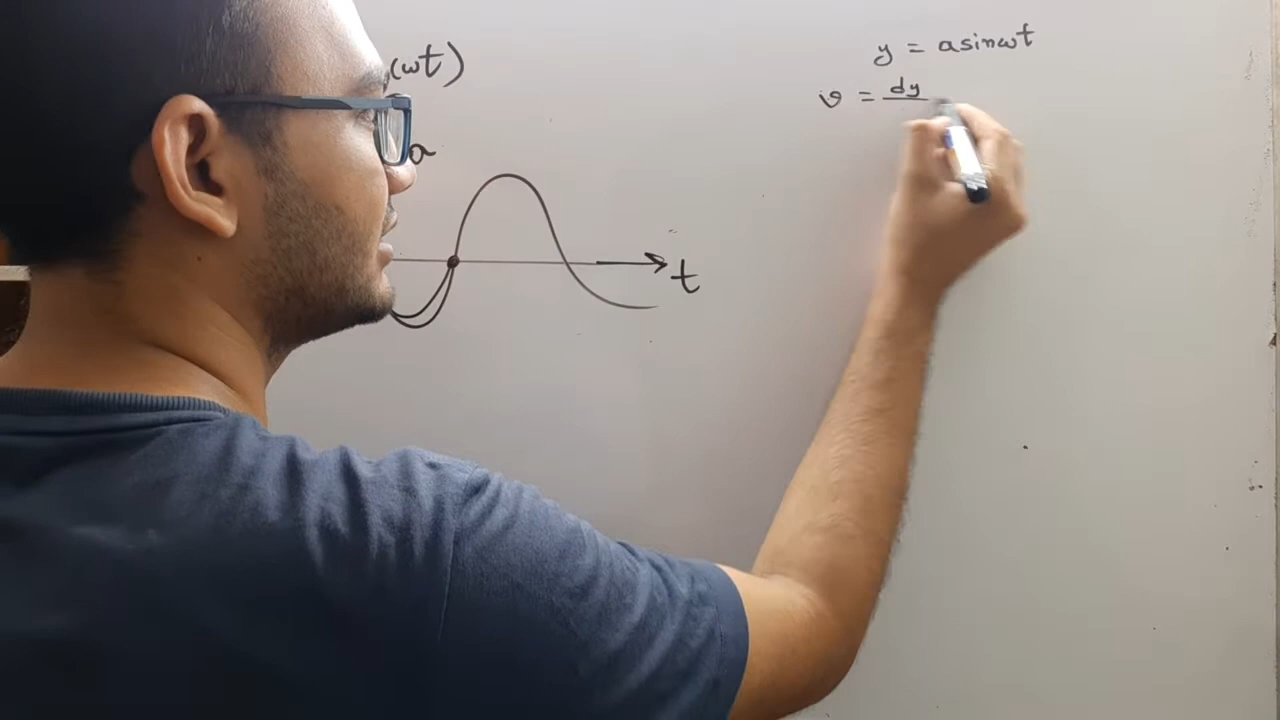 (ωt)
a
t
y = asinωt
v = dy